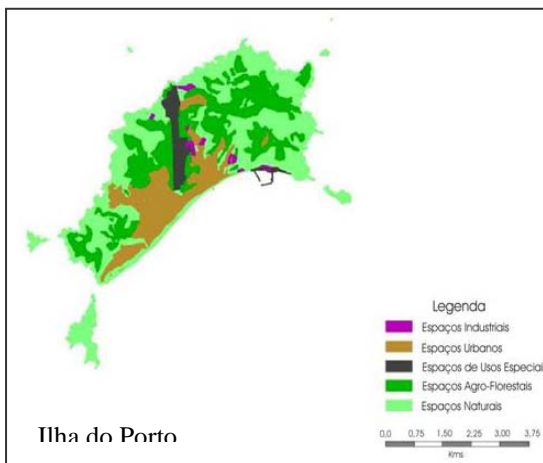 Legenda
Espaços Industriais
Espaços Urbanos
Espaços de Usos Especiai
Espaços Agro-Florestais
Espaços Naturais
0.0 0.75 1.50 2.25 3.00 3.75
Kms
Ilha do Porto